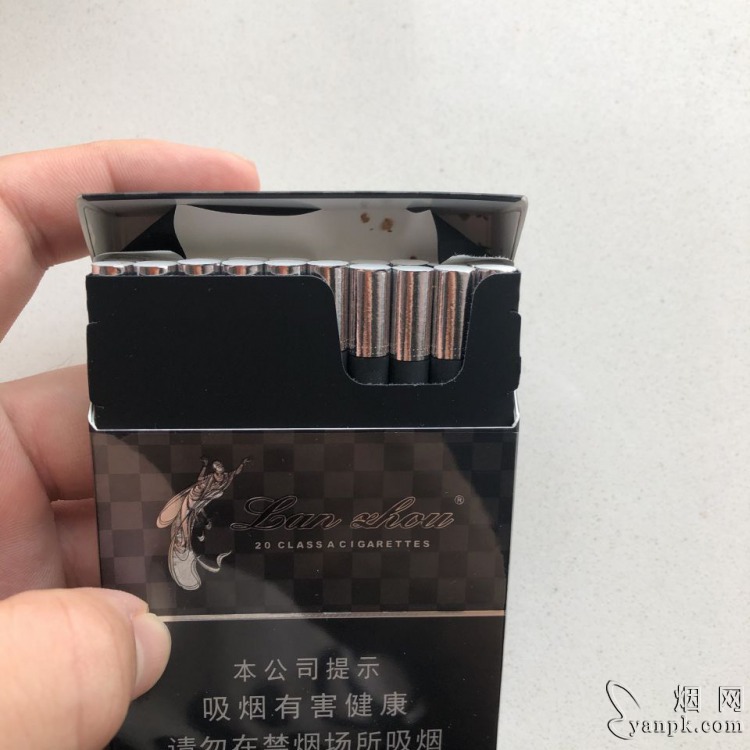 Lan zhou®
20 CLASS A CIGARETTES
本公司提示
吸烟有害健康
请勿在禁烟场所吸烟
烟网
yanpk.com